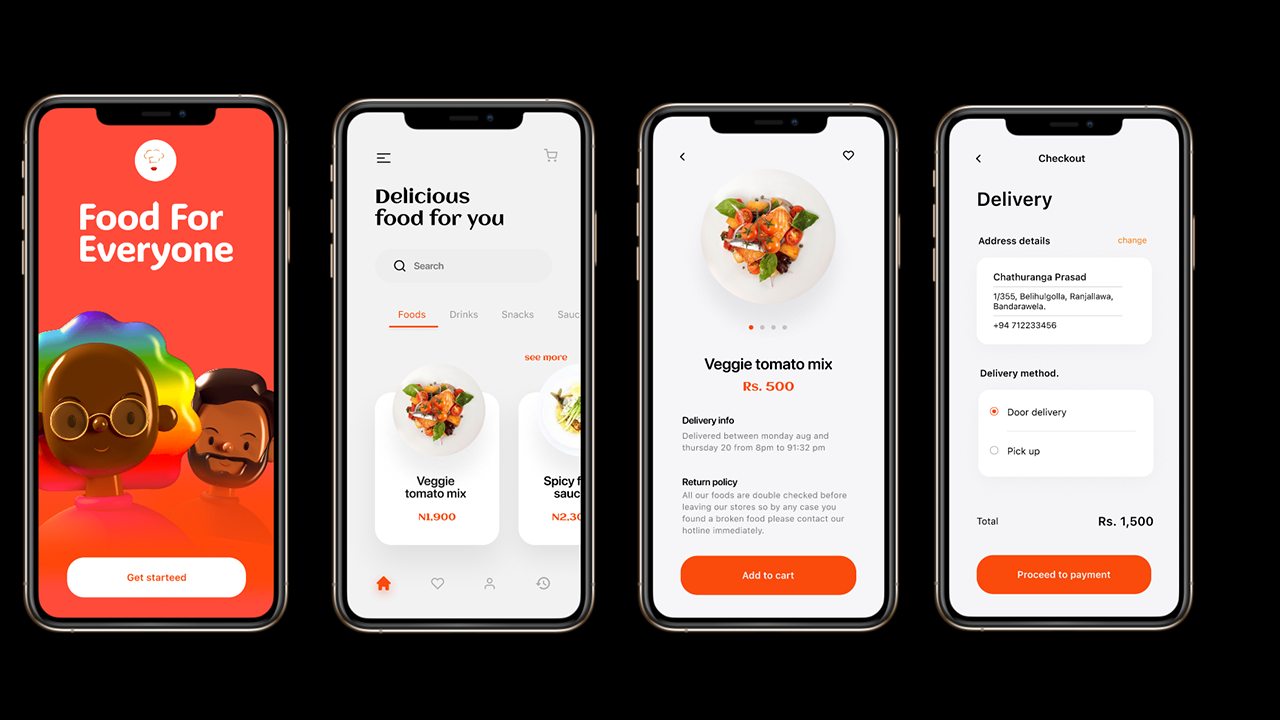 Food For
Everyone
Get starteed
Delicious
food for you
Search
Foods Drinks Snacks Sauc
see more
Veggie
tomato mix
N1,900
Spicy f
sauc
N2,30
Veggie tomato mix
Rs. 500
Delivery info
Delivered between monday aug and
thursday 20 from 8pm to 91:32 pm
Return policy
All our foods are double checked before
leaving our stores so by any case you
found a broken food please contact our
hotline immediately.
Add to cart
Checkout
Delivery
Address details change
Chathuranga Prasad
1/355, Belihulgolla, Ranjallawa,
Bandarawela.
+94 712233456
Delivery method.
Door delivery
Pick up
Total Rs. 1,500
Proceed to payment